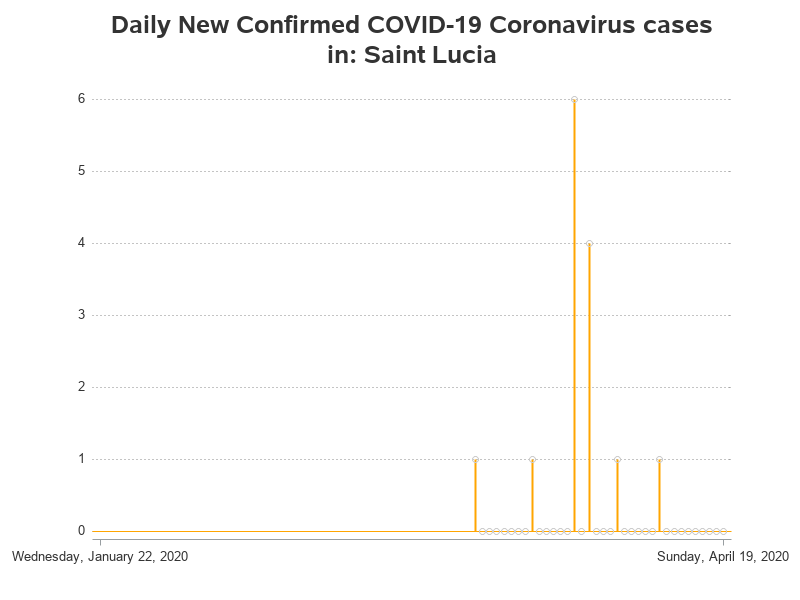 Daily New Confirmed COVID-19 Coronavirus cases
in: Saint Lucia
6
5
4
3
2
1
0
Wednesday, January 22, 2020
Sunday, April 19, 2020